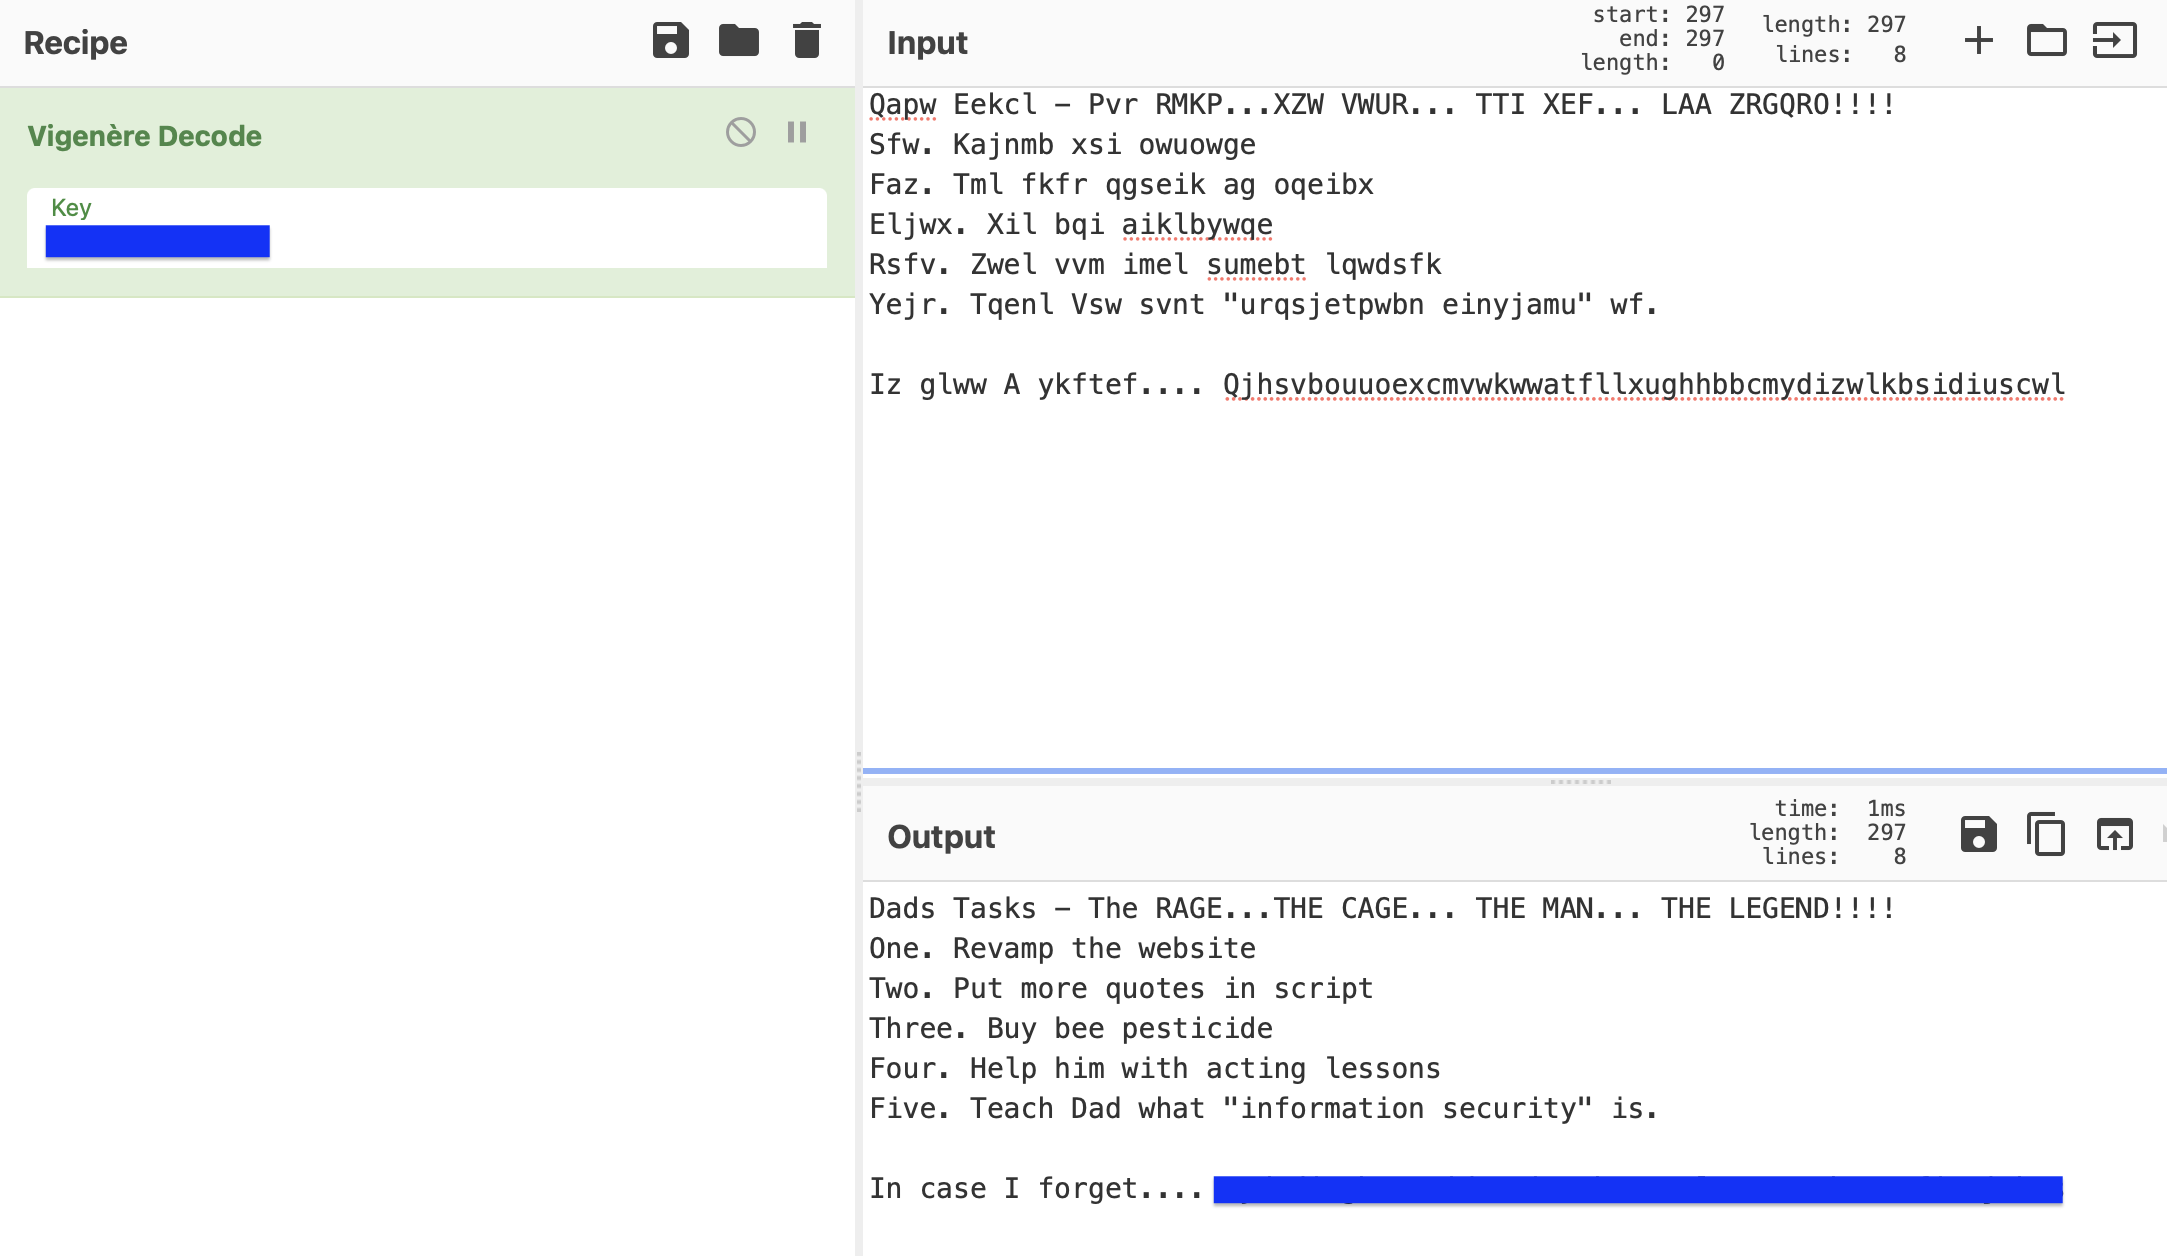 Recipe
Vigenère Decode
Key
Input
start: 297
end: 297
length: 0
length: 297
lines: 8
Qapw Eekcl – Pvr RMKP...XZW VWUR... TTI XEF... LAA ZRGQRO!!!!
Sfw. Kajnmb xsi owuowge
Faz. Tml fkfr qgseik ag oqeibx
Eljwx. Xil bqi aiklbywqe
Rsfv. Zwel vvm imel sumebt lqwdsfk
Yejr. Tqenl Vsw svnt "urqsjetpwbn einyjamu" wf.
Iz glww A ykftef.... Qjhsvbouuoexcmvwkwwatfllxughhbbcmydizwlkbsidiuscwl
Output
time: 1ms
length: 297
lines: 8
Dads Tasks – The RAGE...THE CAGE... THE MAN... THE LEGEND!!!!
One. Revamp the website
Two. Put more quotes in script
Three. Buy bee pesticide
Four. Help him with acting lessons
Five. Teach Dad what "information security" is.
In case I forget....